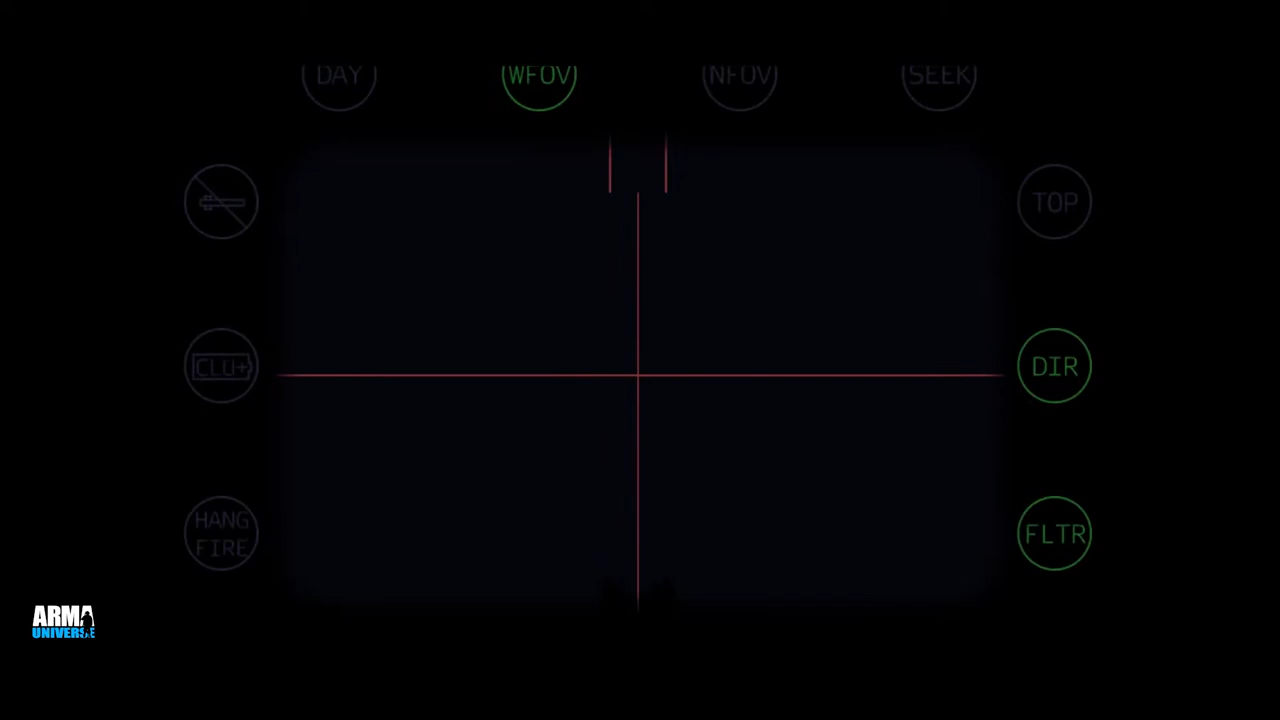 DAY
WFOV
NFOV
SEEK
TOP
CLU+
DIR
HANG
FIRE
FLTR
ARMA
UNIVERSE